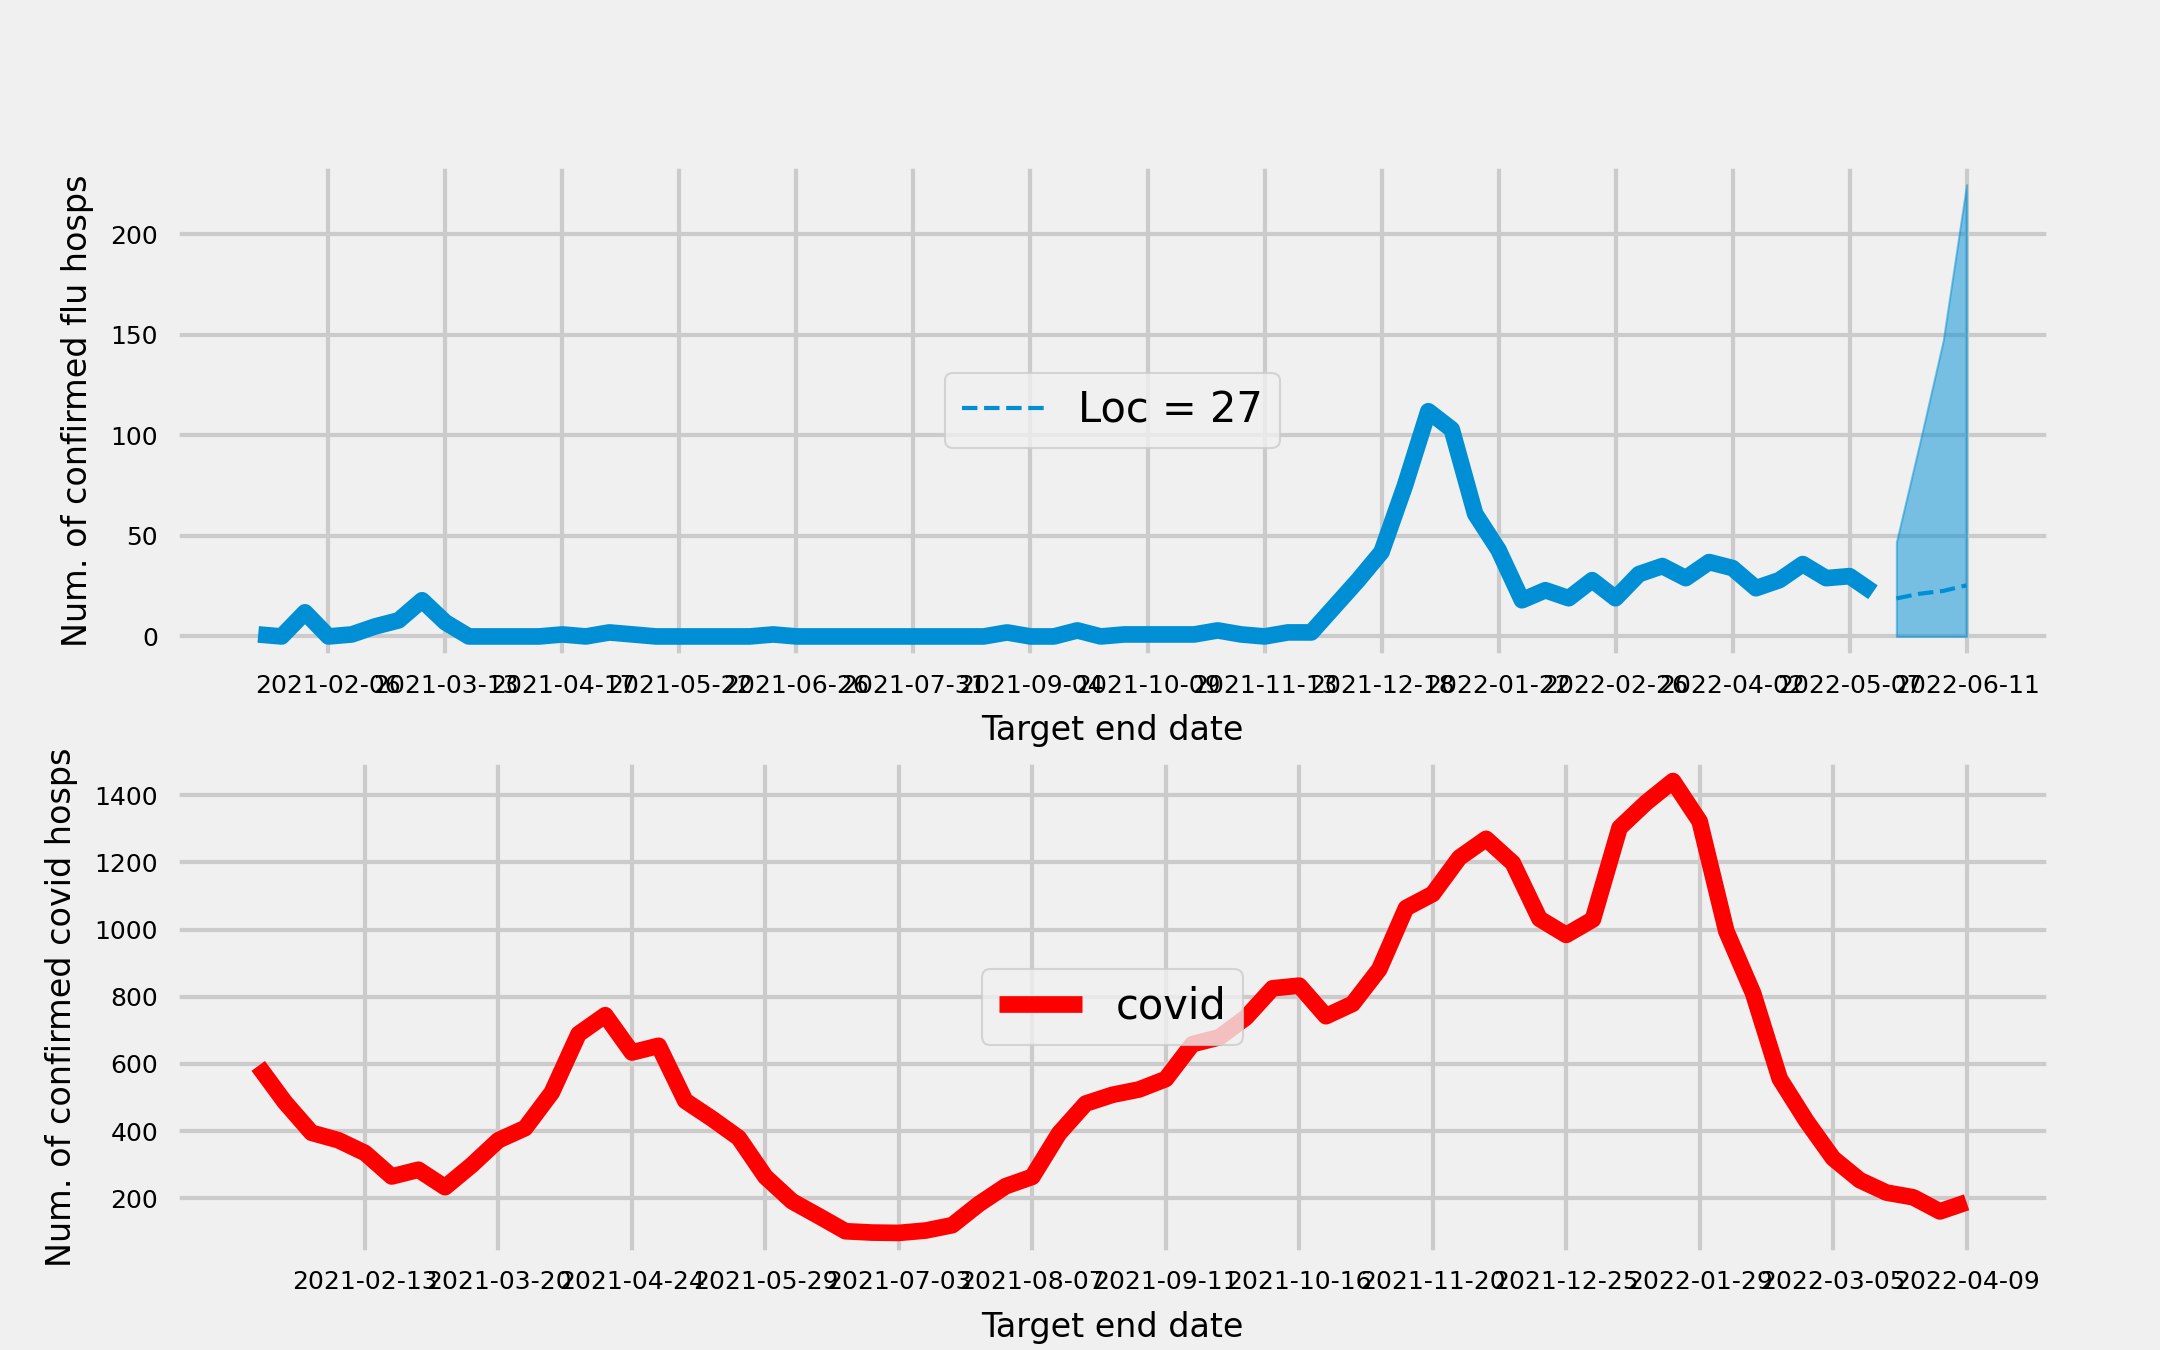 Num. of confirmed flu hosps
200
150
100
50
0
Loc = 27
2021-02-06 2021-03-13 2021-04-17 2021-05-22 2021-06-26 2021-07-31 2021-09-04 2021-10-09 2021-11-13 2021-12-18 2022-01-22 2022-02-26 2022-04-02 2022-05-07 2022-06-11
Target end date
Num. of confirmed covid hosps
1400
1200
1000
800
600
400
200
covid
2021-02-13 2021-03-20 2021-04-24 2021-05-29 2021-07-03 2021-08-07 2021-09-11 2021-10-16 2021-11-20 2021-12-25 2022-01-29 2022-03-05 2022-04-09
Target end date